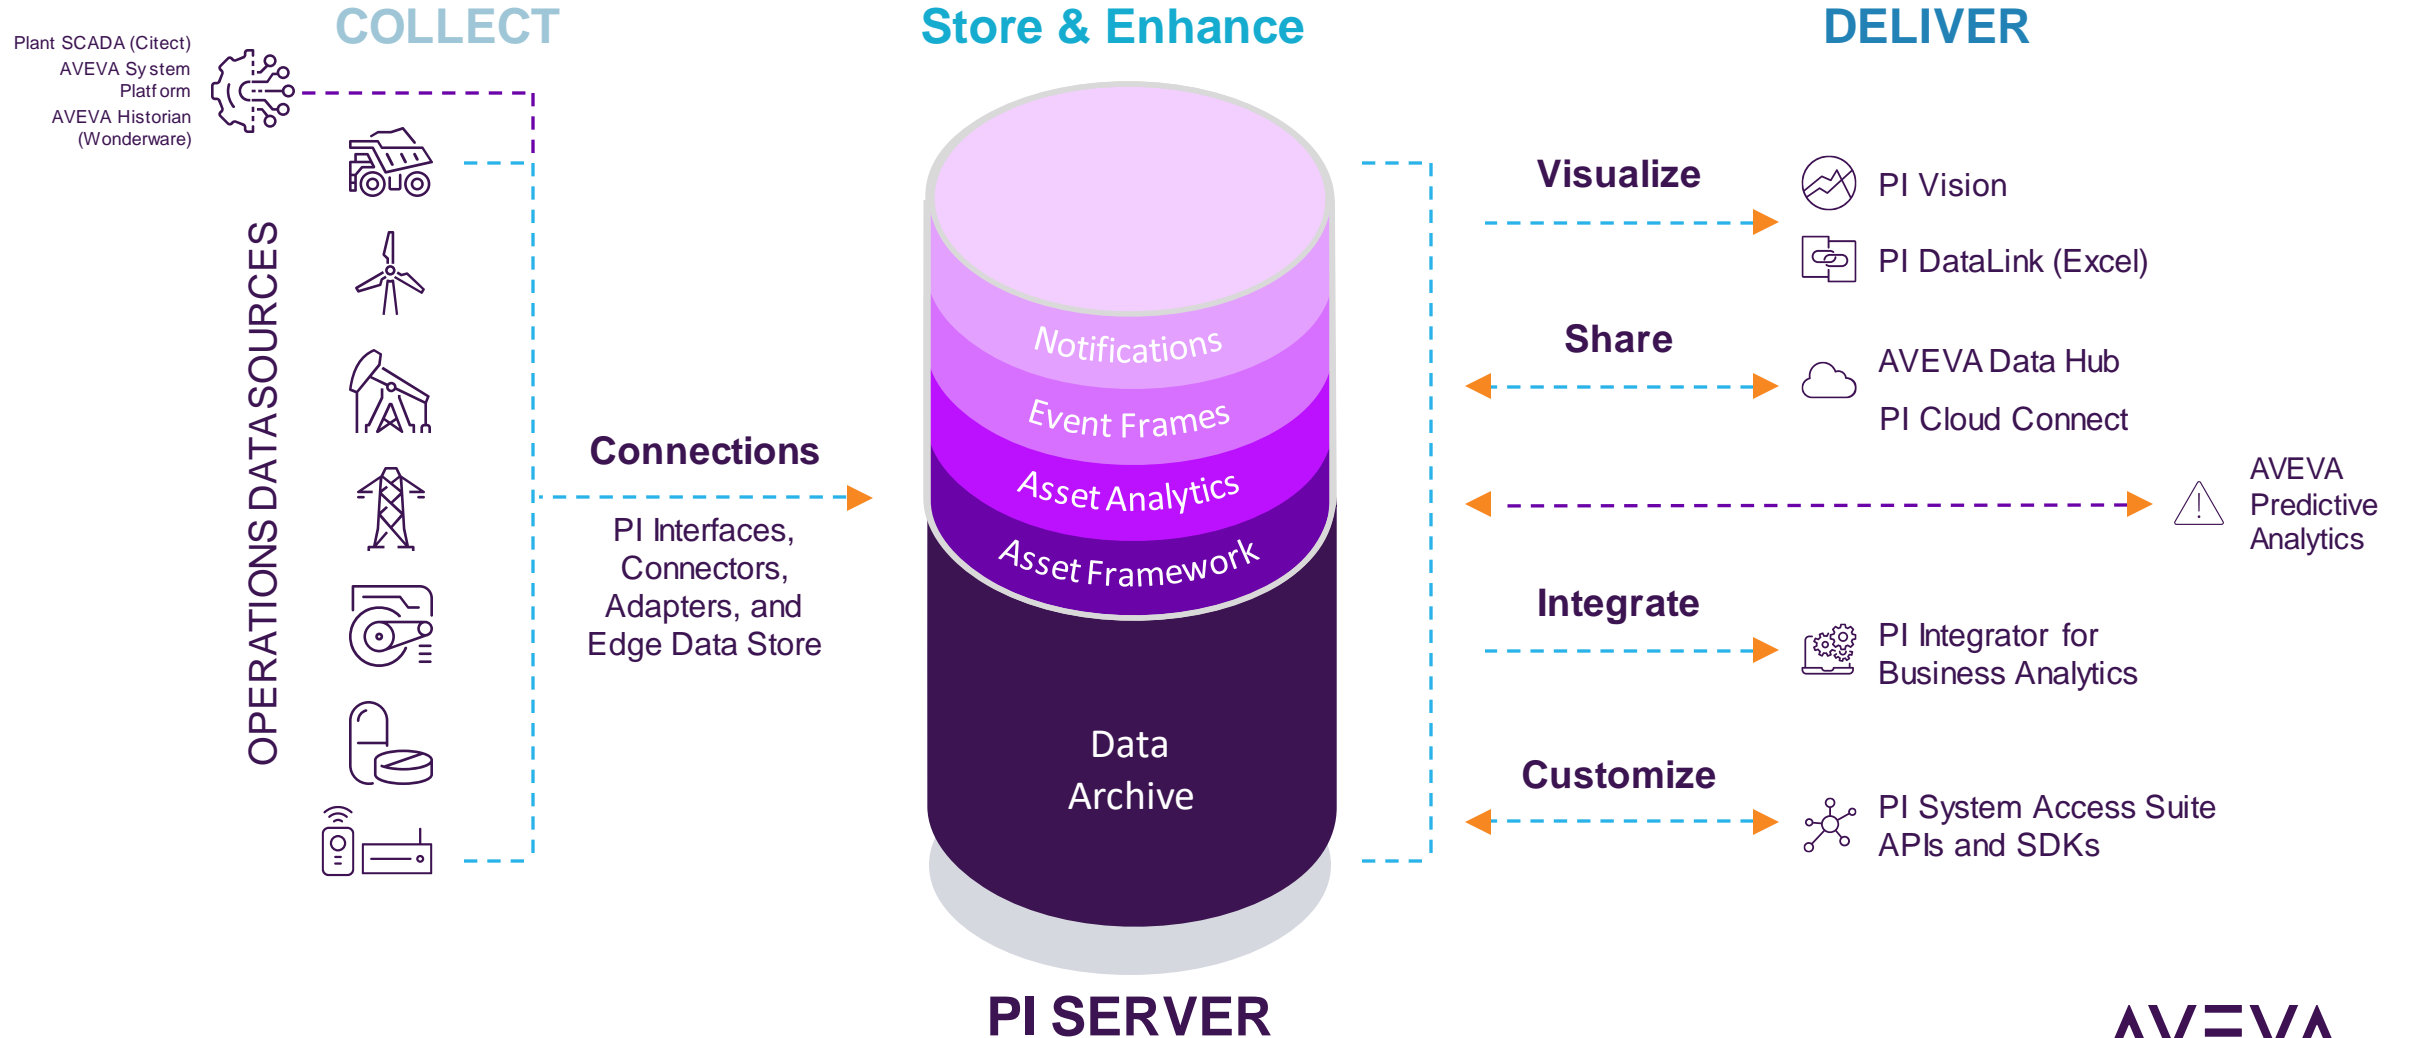 COLLECT
Store & Enhance
DELIVER
Plant SCADA (Citect)
AVEVA System
Platform
AVEVA Historian
(Wonderware)
OPERATIONS DATA SOURCES
Connections
PI Interfaces,
Connectors,
Adapters, and
Edge Data Store
Notifications
Event Frames
Asset Analytics
Asset Framework
Data
Archive
PI SERVER
Visualize
PI Vision
PI DataLink (Excel)
Share
AVEVA Data Hub
PI Cloud Connect
AVEVA
Predictive
Analytics
Integrate
PI Integrator for
Business Analytics
Customize
PI System Access Suite
APIs and SDKs
AVEVA